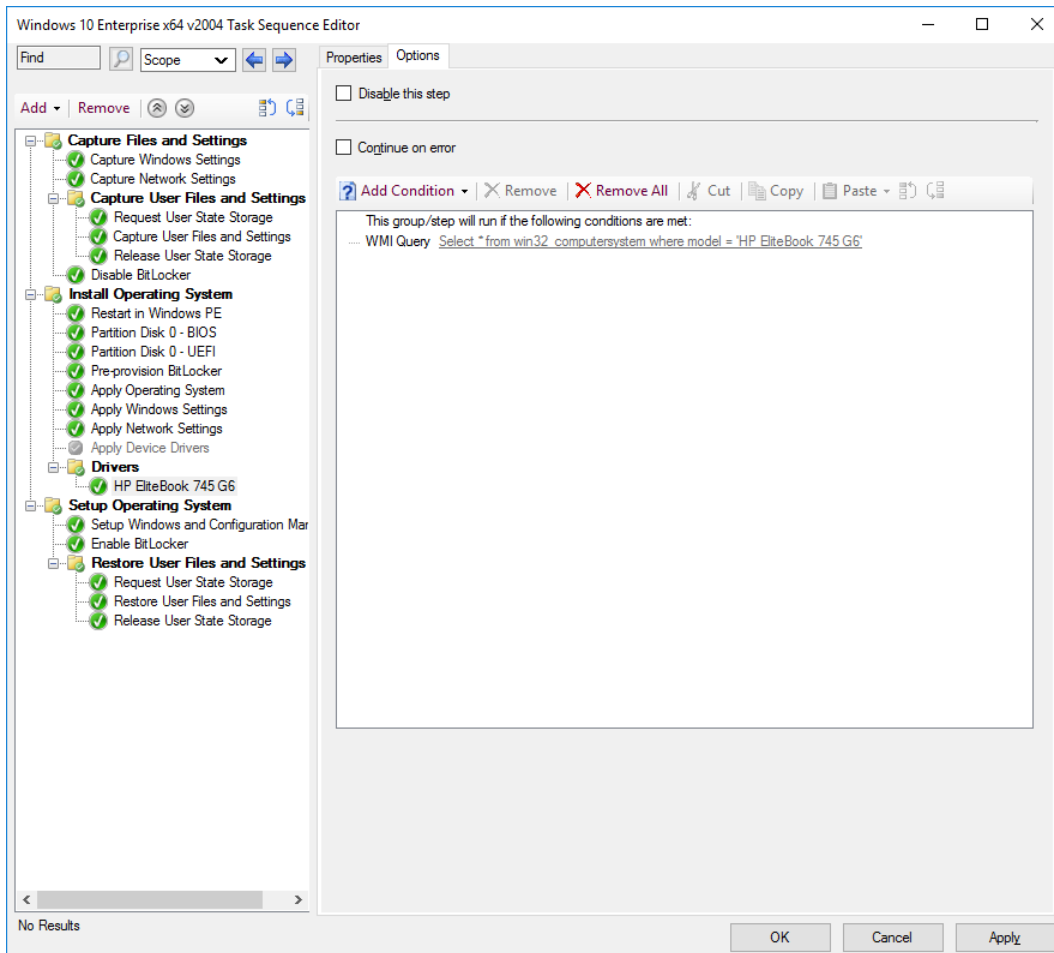 Windows 10 Enterprise x64 v2004 Task Sequence Editor
Find
Scope
Add
Remove
Capture Files and Settings
Capture Windows Settings
Capture Network Settings
Capture User Files and Settings
Request User State Storage
Capture User Files and Settings
Release User State Storage
Disable BitLocker
Install Operating System
Restart in Windows PE
Partition Disk 0 - BIOS
Partition Disk 0 - UEFI
Pre-provision BitLocker
Apply Operating System
Apply Windows Settings
Apply Network Settings
Apply Device Drivers
Drivers
HP EliteBook 745 G6
Setup Operating System
Setup Windows and Configuration Mar
Enable BitLocker
Restore User Files and Settings
Request User State Storage
Restore User Files and Settings
Release User State Storage
No Results
Properties Options
Disable this step
Continue on error
Add Condition Remove Remove All Cut Copy Paste
This group/step will run if the following conditions are met:
WMI Query Select * from win32_computersystem where model = 'HP EliteBook 745 G6'
OK Cancel Apply